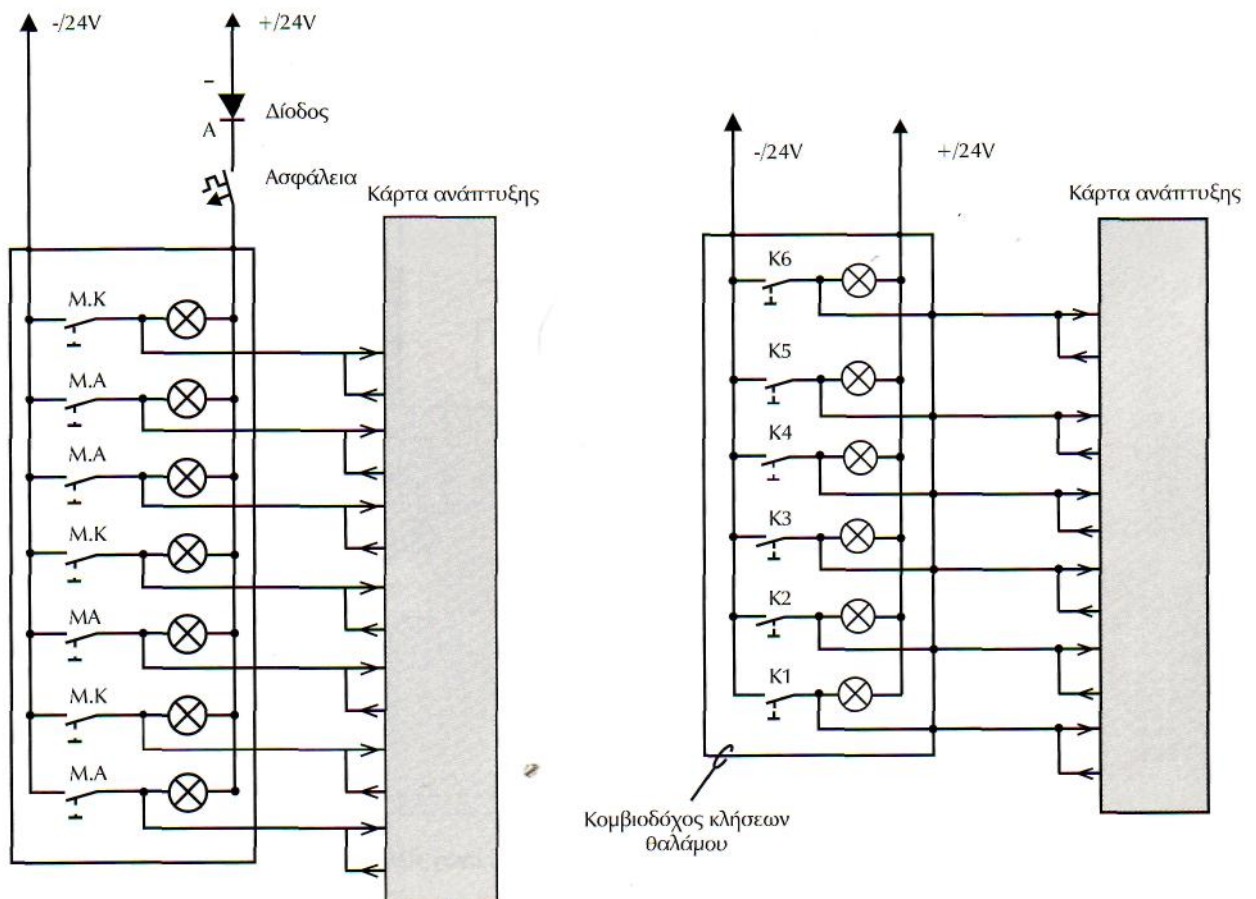 -/24V
+/24V
–
Δίοδος
A
Ασφάλεια
Κάρτα ανάπτυξης
M.K
M.A
M.A
M.K
MA
M.K
M.A
-/24V
+/24V
Κάρτα ανάπτυξης
K6
K5
K4
K3
K2
K1
Κομβιοδόχος κλήσεων
θαλάμου